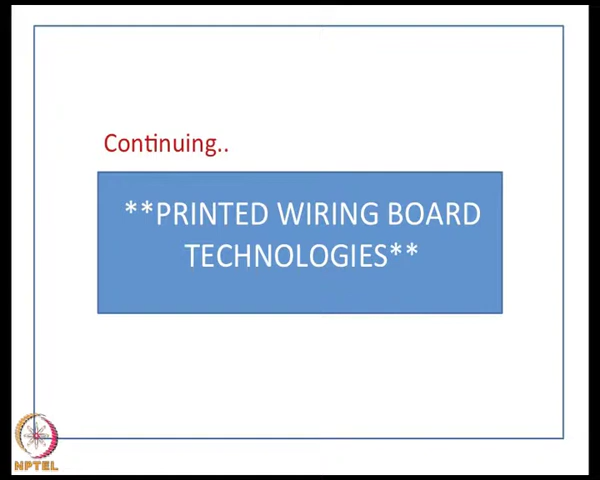 Continuing..
**PRINTED WIRING BOARD
TECHNOLOGIES**
NPTEL